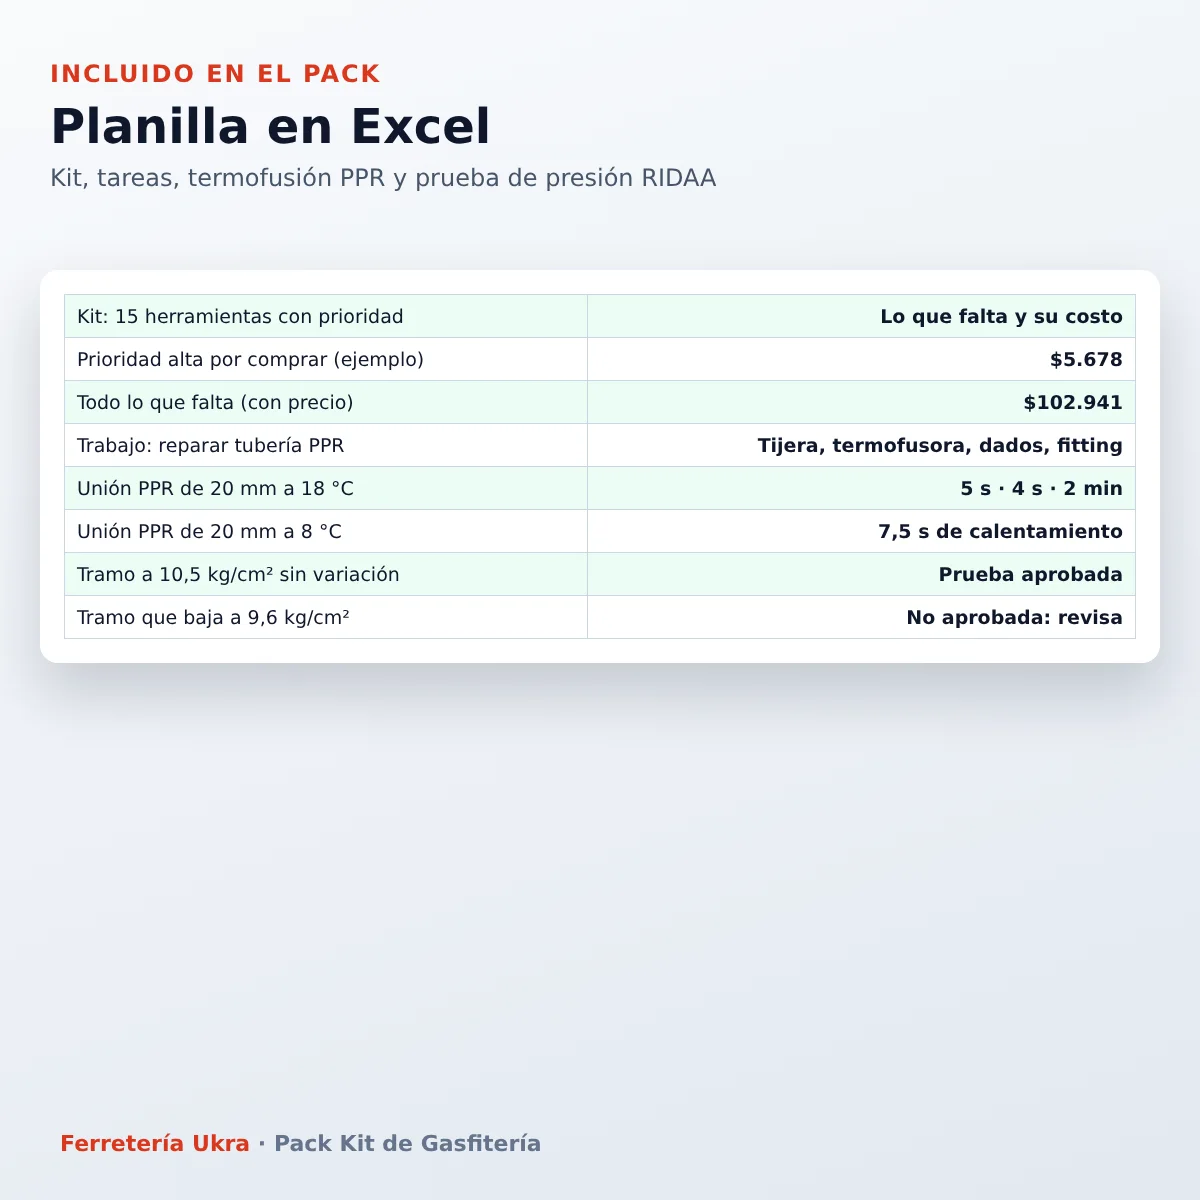 INCLUIDO EN EL PACK
Planilla en Excel
Kit, tareas, termofusión PPR y prueba de presión RIDAA
Kit: 15 herramientas con prioridad Lo que falta y su costo
Prioridad alta por comprar (ejemplo) $5.678
Todo lo que falta (con precio) $102.941
Trabajo: reparar tubería PPR Tijera, termofusora, dados, fitting
Unión PPR de 20 mm a 18 °C 5 s · 4 s · 2 min
Unión PPR de 20 mm a 8 °C 7,5 s de calentamiento
Tramo a 10,5 kg/cm² sin variación Prueba aprobada
Tramo que baja a 9,6 kg/cm² No aprobada: revisa
Ferretería Ukra · Pack Kit de Gasfitería